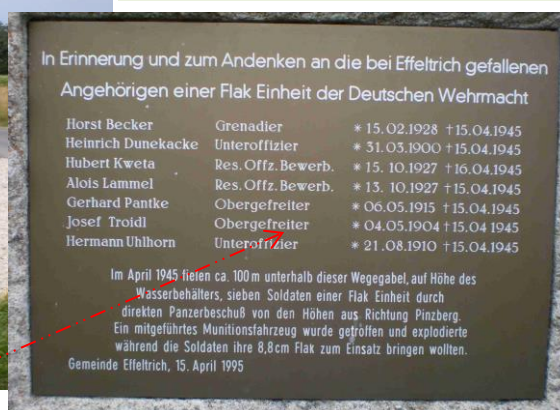 In Erinnerung und zum Andenken an die bei Effeltrich gefallenen
Angehörigen einer Flak Einheit der Deutschen Wehrmacht
Horst Becker Grenadier * 15.02.1928 † 15.04.1945
Heinrich Dunekacke Unteroffizier * 31.03.1900 † 15.04.1945
Hubert Kweta Res. Offz. Bewerb. * 15. 10.1927 † 16.04.1945
Alois Lammel Res. Offz. Bewerb. * 13. 10.1927 † 15.04.1945
Gerhard Pantke Obergefreiter * 06.05.1915 † 15.04.1945
Josef Troidl Obergefreiter * 04.05.1904 † 15.04 1945
Hermann Uhlhorn Unteroffizier * 21.08.1910 † 15.04.1945
Im April 1945 fielen ca. 100 m unterhalb dieser Wegegabel, auf Höhe des
Wasserbehälters, sieben Soldaten einer Flak Einheit durch
direkten Panzerbeschuß von den Höhen aus Richtung Pinzberg.
Ein mitgeführtes Munitionsfahrzeug wurde getroffen und explodierte
während die Soldaten ihre 8,8cm Flak zum Einsatz bringen wollten.
Gemeinde Effeltrich, 15. April 1995